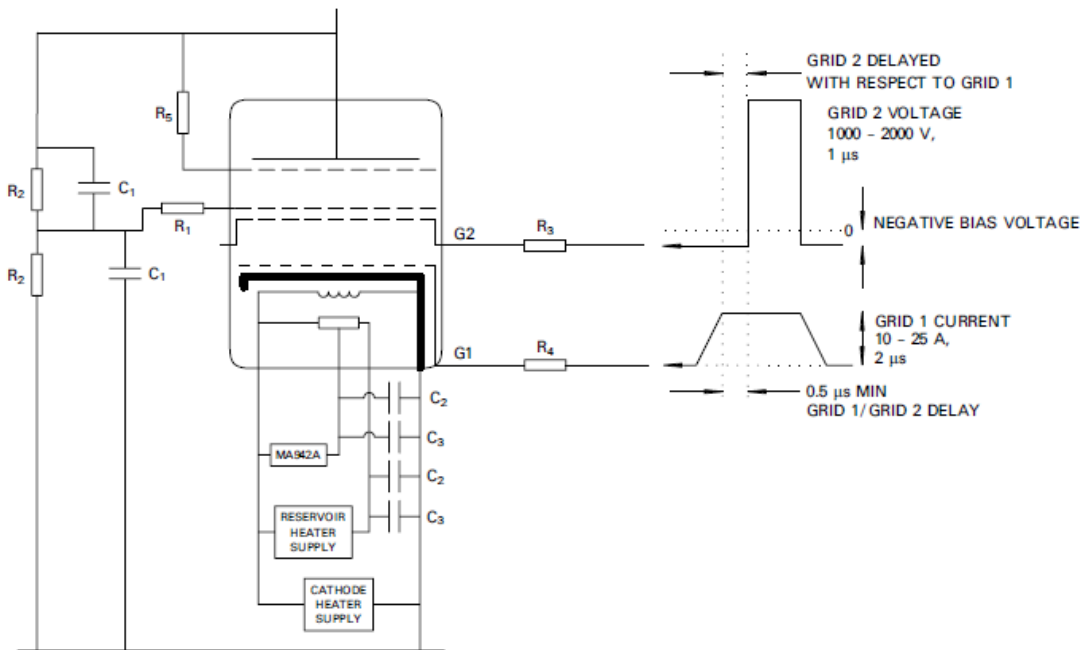 GRID 2 DELAYED
WITH RESPECT TO GRID 1
GRID 2 VOLTAGE
1000 – 2000 V,
1 µs
R5
R2
C1
R1
0
NEGATIVE BIAS VOLTAGE
G2
R3
R2
C1
GRID 1 CURRENT
10 – 25 A,
2 µs
G1
R4
0.5 µs MIN
GRID 1/GRID 2 DELAY
C2
C3
MA942A
C2
C3
RESERVOIR
HEATER
SUPPLY
CATHODE
HEATER
SUPPLY